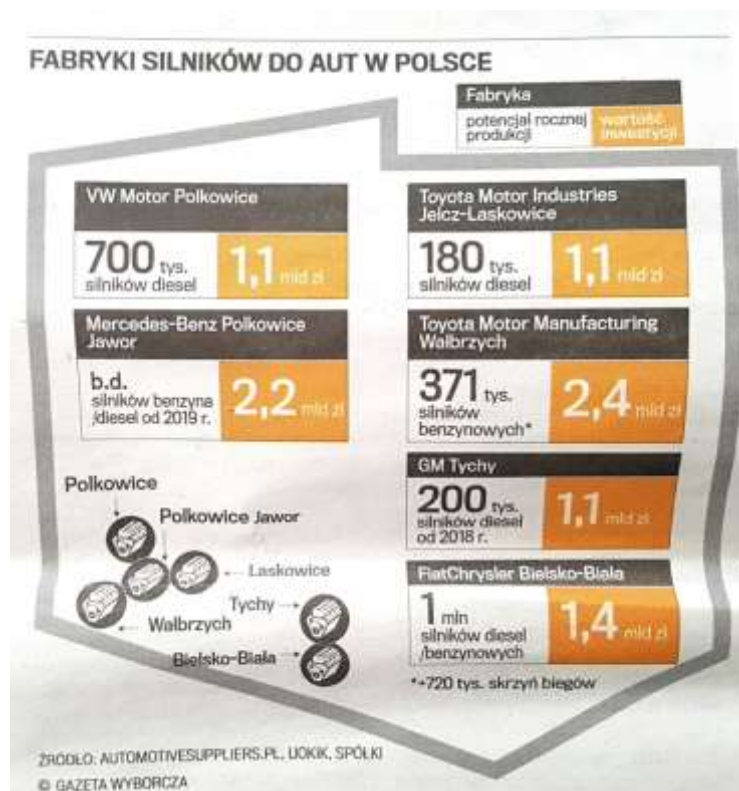 FABRYKI SILNIKÓW DO AUT W POLSCE
Fabryka
potencjał rocznej
produkcji
wartość
inwestycji
VW Motor Polkowice
700 tys.
silników diesel
1,1 mld zł
Mercedes-Benz Polkowice
Jawor
b.d.
silników benzyna
/diesel od 2019 r.
2,2 mld zł
Toyota Motor Industries
Jelcz-Laskowice
180 tys.
silników diesel
1,1 mld zł
Toyota Motor Manufacturing
Wałbrzych
371 tys.
silników
benzynowych*
2,4 mld zł
GM Tychy
200 tys.
silników diesel
od 2018 r.
1,1 mld zł
FiatChrysler Bielsko-Biała
1 mln
silników diesel
/benzynowych
1,4 mld zł
*+720 tys. skrzyń biegów
Polkowice
Polkowice Jawor
Laskowice
Tychy
Wałbrzych
Bielsko-Biała
ŹRÓDŁO: AUTOMOTIVESUPPLIERS.PL, UOKIK, SPÓŁKI
© GAZETA WYBORCZA